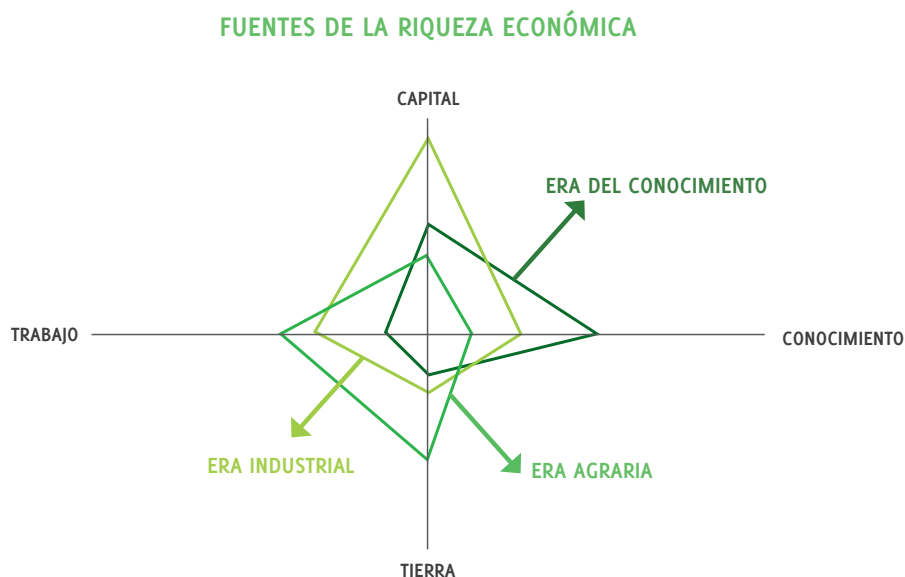 FUENTES DE LA RIQUEZA ECONÓMICA
CAPITAL
ERA DEL CONOCIMIENTO
TRABAJO
CONOCIMIENTO
ERA INDUSTRIAL
ERA AGRARIA
TIERRA